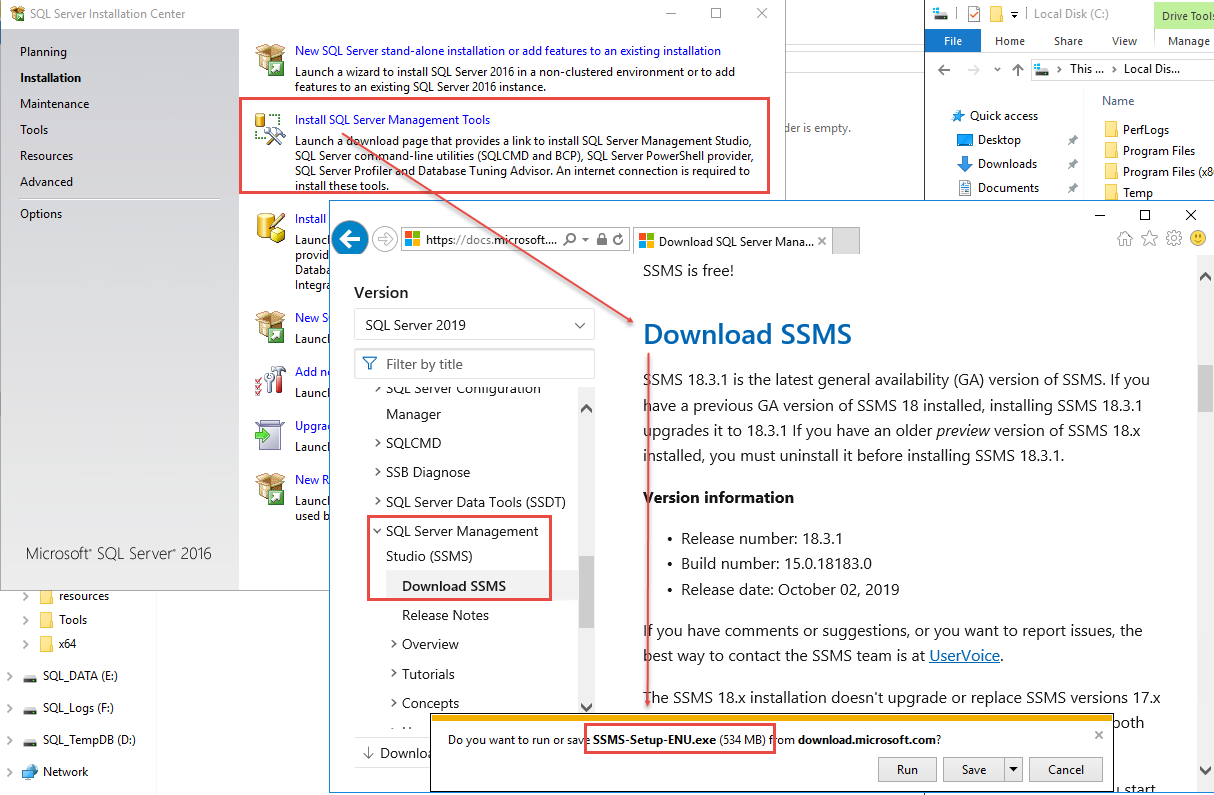 SQL Server Installation Center
Planning
Installation
Maintenance
Tools
Resources
Advanced
Options
Microsoft® SQL Server® 2016
New SQL Server stand-alone installation or add features to an existing installation
Launch a wizard to install SQL Server 2016 in a non-clustered environment or to add
features to an existing SQL Server 2016 instance.
Install SQL Server Management Tools
Launch a download page that provides a link to install SQL Server Management Studio,
SQL Server command-line utilities (SQLCMD and BCP), SQL Server PowerShell provider,
SQL Server Profiler and Database Tuning Advisor. An internet connection is required to
install these tools.
Install
Launc
provid
Databa
Integra
New S
Launc
Add n
Launc
Upgra
Launc
New R
Launc
used b
der is empty.
Local Disk (C:)
Drive Tools
File
Home
Share
View
Manage
This ...
Local Dis...
Quick access
Desktop
Downloads
Documents
Name
PerfLogs
Program Files
Program Files (x8
Temp
resources
Tools
x64
SQL_DATA (E:)
SQL_Logs (F:)
SQL_TempDB (D:)
Network
https://docs.microsoft....
Download SQL Server Mana...
Version
SQL Server 2019
Filter by title
SQL Server Configuration
Manager
SQLCMD
SSB Diagnose
SQL Server Data Tools (SSDT)
SQL Server Management
Studio (SSMS)
Download SSMS
Release Notes
Overview
Tutorials
Concepts
Downloa
SSMS is free!
Download SSMS
SSMS 18.3.1 is the latest general availability (GA) version of SSMS. If you
have a previous GA version of SSMS 18 installed, installing SSMS 18.3.1
upgrades it to 18.3.1 If you have an older preview version of SSMS 18.x
installed, you must uninstall it before installing SSMS 18.3.1.
Version information
• Release number: 18.3.1
• Build number: 15.0.18183.0
• Release date: October 02, 2019
If you have comments or suggestions, or you want to report issues, the
best way to contact the SSMS team is at UserVoice.
The SSMS 18.x installation doesn't upgrade or replace SSMS versions 17.x
both
start
Do you want to run or save SSMS-Setup-ENU.exe (534 MB) from download.microsoft.com?
Run
Save
Cancel